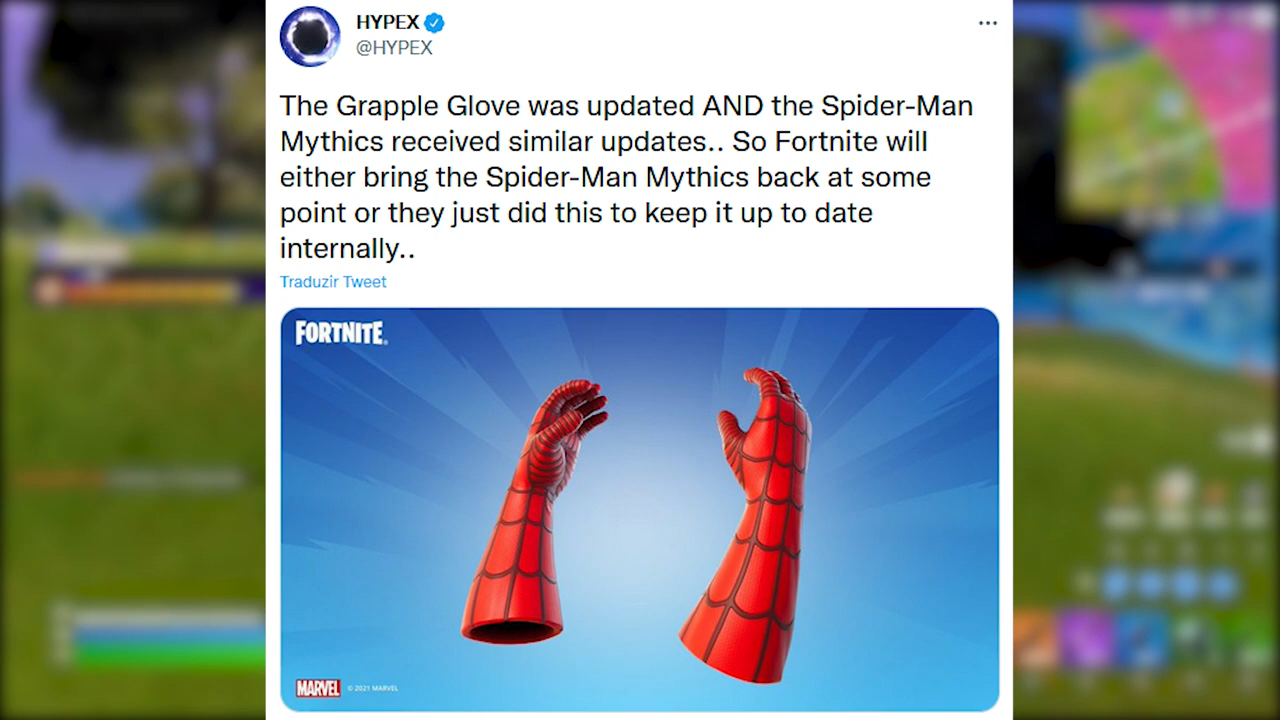 HYPEX
@HYPEX
The Grapple Glove was updated AND the Spider-Man
Mythics received similar updates.. So Fortnite will
either bring the Spider-Man Mythics back at some
point or they just did this to keep it up to date
internally..
Traduzir Tweet
FORTNITE
MARVEL © 2021 MARVEL